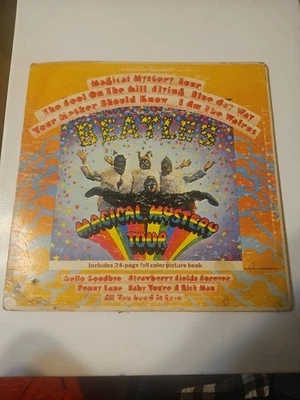 Magical Mystery Tour
The Fool On The Hill Flying Blue Jay Way
Your Mother Should Know I Am The Walrus
BEATLES
MAGICAL MYSTERY
TOUR
Includes 24-page full color picture book
Hello Goodbye Strawberry Fields Forever
Penny Lane Baby You're A Rich Man
All You Need Is Love